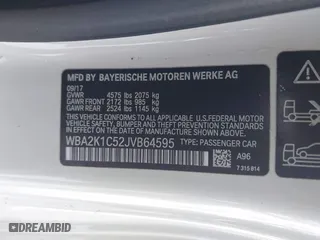 MFD BY BAYERISCHE MOTOREN WERKE AG
09/17
GVWR 4575 lbs 2075 kg
GAWR FRONT 2172 lbs 985 kg
GAWR REAR 2524 lbs 1145 kg
THIS VEHICLE CONFORMS TO ALL APPLICABLE
U.S. FEDERAL MOTOR VEHICLE SAFETY, BUMPER AND
THEFT PREVENTION STANDARDS IN EFFECT ON THE
DATE OF MANUFACTURE SHOWN ABOVE.
WBA2K1C52JVB64595 TYPE: PASSENGER CAR
A96
7 315 814
DEALER AUCTION HISTORY